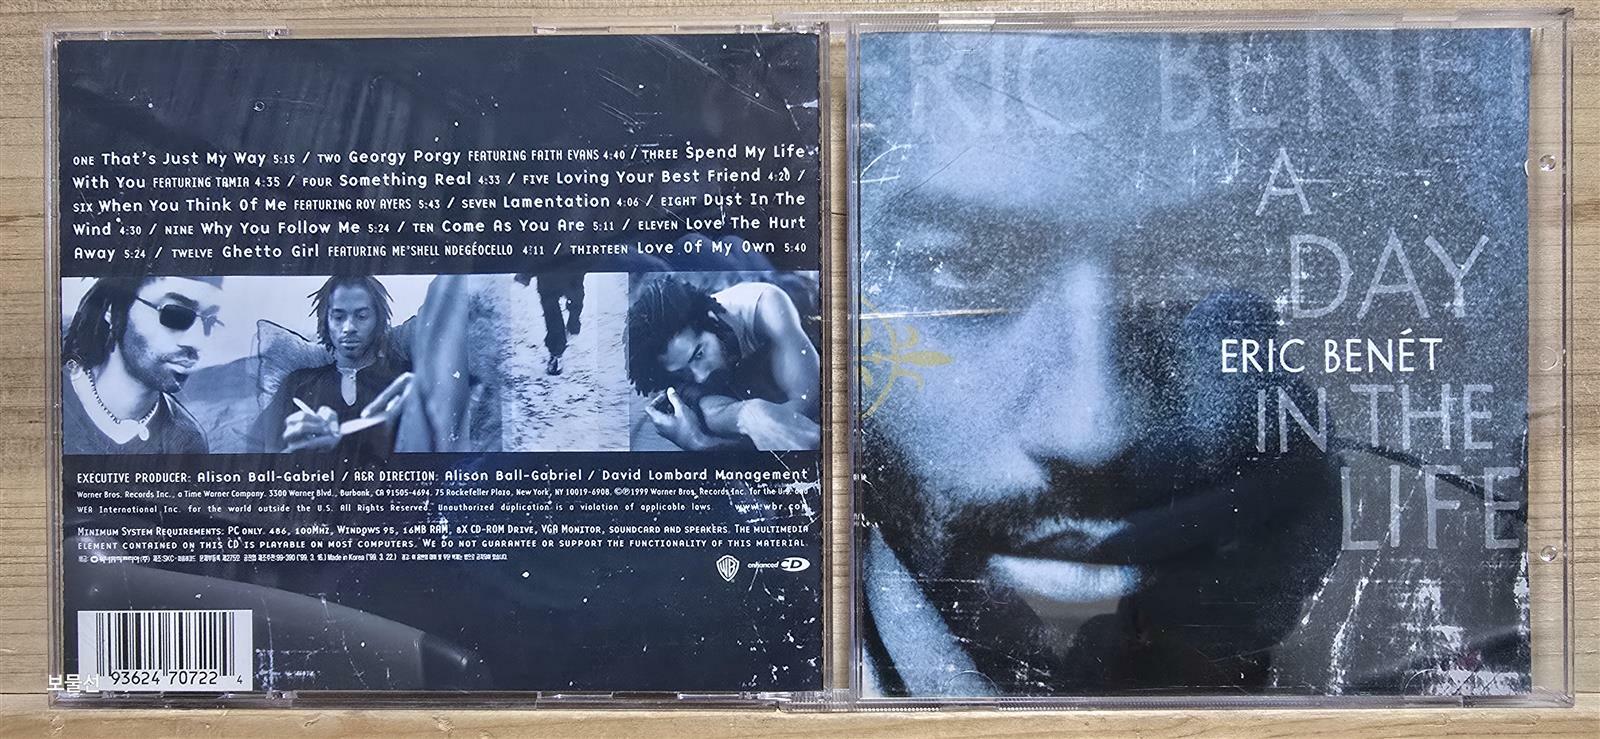 ONE That's Just My Way 5:15 / TWO Georgy Porgy FEATURING FAITH EVANS 4:40 / THREE Spend My Life
With You FEATURING TAMIA 4:35 / FOUR Something Real 4:33 / FIVE Loving Your Best Friend 4:20 /
SIX When You Think Of Me FEATURING ROY AYERS 5:43 / SEVEN Lamentation 4:06 / EIGHT Dust In The
Wind 4:30 / NINE Why You Follow Me 5:24 / TEN Come As You Are 5:11 / ELEVEN Love The Hurt
Away 5:24 / TWELVE Ghetto Girl FEATURING ME'SHELL NDEGÉOCELLO 4:11 / THIRTEEN Love Of My Own 5:40
EXECUTIVE PRODUCER: Alison Ball-Gabriel / A&R DIRECTION: Alison Ball-Gabriel / David Lombard Management
Warner Bros. Records Inc., a Time Warner Company. 3300 Warner Blvd., Burbank, CA 91505-4694. 75 Rockefeller Plaza, New York, NY 10019-6908. ©℗1999 Warner Bros. Records Inc. for the U.S. and
WEA International Inc. for the world outside the U.S. All Rights Reserved. Unauthorized duplication is a violation of applicable laws. www.wbr.com
MINIMUM SYSTEM REQUIREMENTS: PC ONLY. 486, 100MHZ, WINDOWS 95, 16MB RAM, 8X CD-ROM DRIVE, VGA MONITOR, SOUNDCARD AND SPEAKERS. THE MULTIMEDIA
ELEMENT CONTAINED ON THIS CD IS PLAYABLE ON MOST COMPUTERS. WE DO NOT GUARANTEE OR SUPPORT THE FUNCTIONALITY OF THIS MATERIAL.
Made in Korea ('99. 3. 22.)
WB enhanced CD
93624 70722 4
보물선
ERIC BENÉT
A
DAY
ERIC BENÉT
IN THE
LIFE